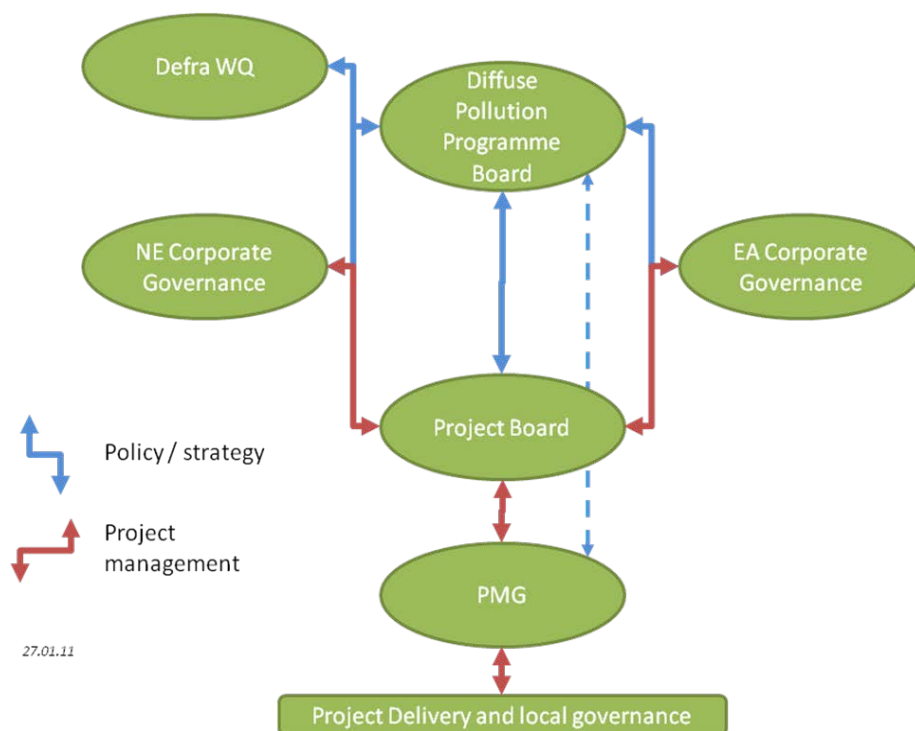 Defra WQ
Diffuse
Pollution
Programme
Board
NE Corporate
Governance
EA Corporate
Governance
Project Board
Policy / strategy
Project
management
PMG
27.01.11
Project Delivery and local governance